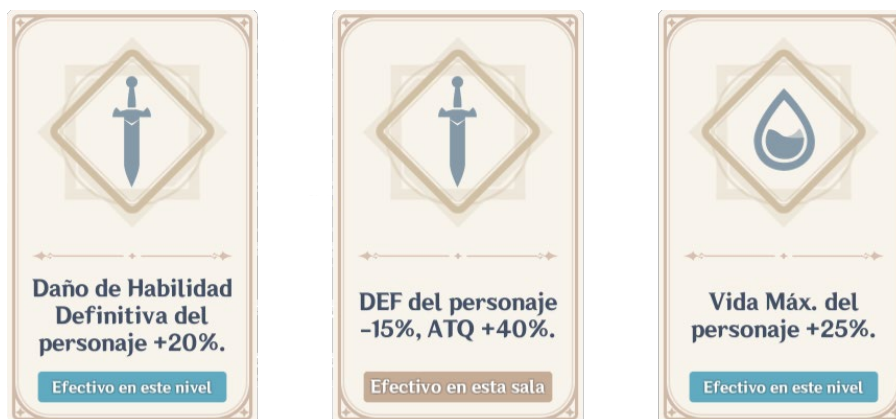 Daño de Habilidad
Definitiva del
personaje +20%.
Efectivo en este nivel
DEF del personaje
-15%, ATQ +40%.
Efectivo en esta sala
Vida Máx. del
personaje +25%.
Efectivo en este nivel